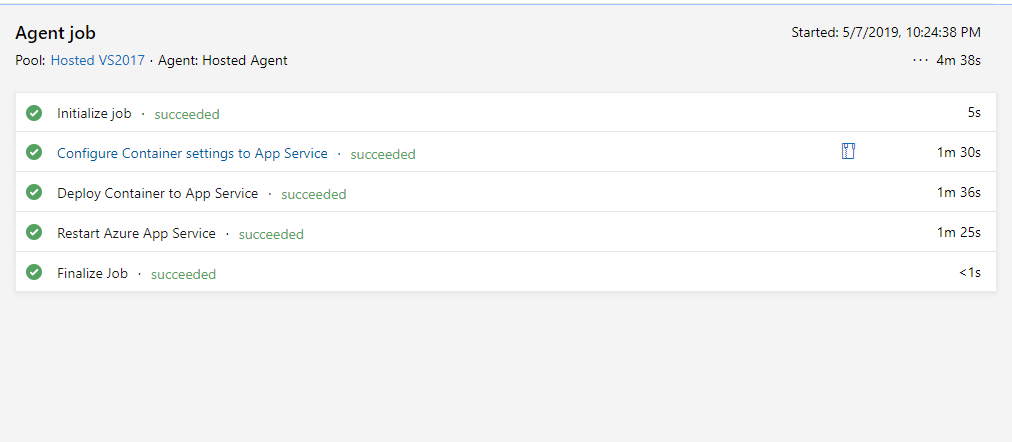 Agent job Started: 5/7/2019, 10:24:38 PM
Pool: Hosted VS2017 · Agent: Hosted Agent ··· 4m 38s
Initialize job · succeeded 5s
Configure Container settings to App Service · succeeded 1m 30s
Deploy Container to App Service · succeeded 1m 36s
Restart Azure App Service · succeeded 1m 25s
Finalize Job · succeeded <1s